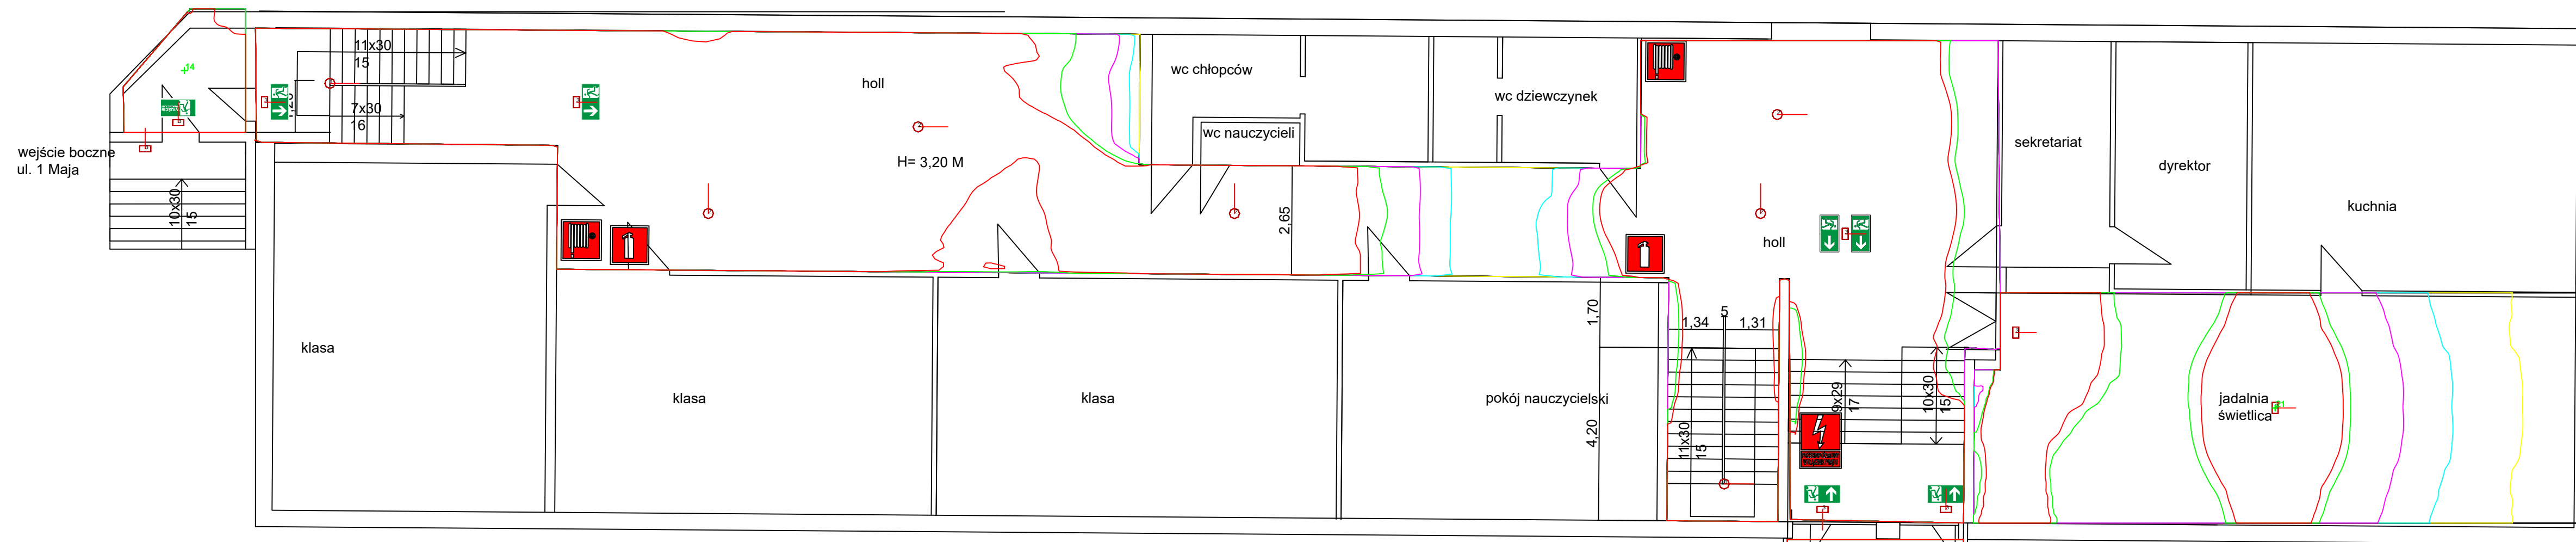 14
11x30
15
7x30
16
holl
H= 3,20 M
wc chłopców
wc nauczycieli
wc dziewczynek
sekretariat
dyrektor
kuchnia
wejście boczne
ul. 1 Maja
10x30
15
2,65
holl
klasa
klasa
klasa
pokój nauczycielski
1,70
4,20
1,34
5
1,31
11x30
15
9x29
17
10x30
15
jadalnia
świetlica